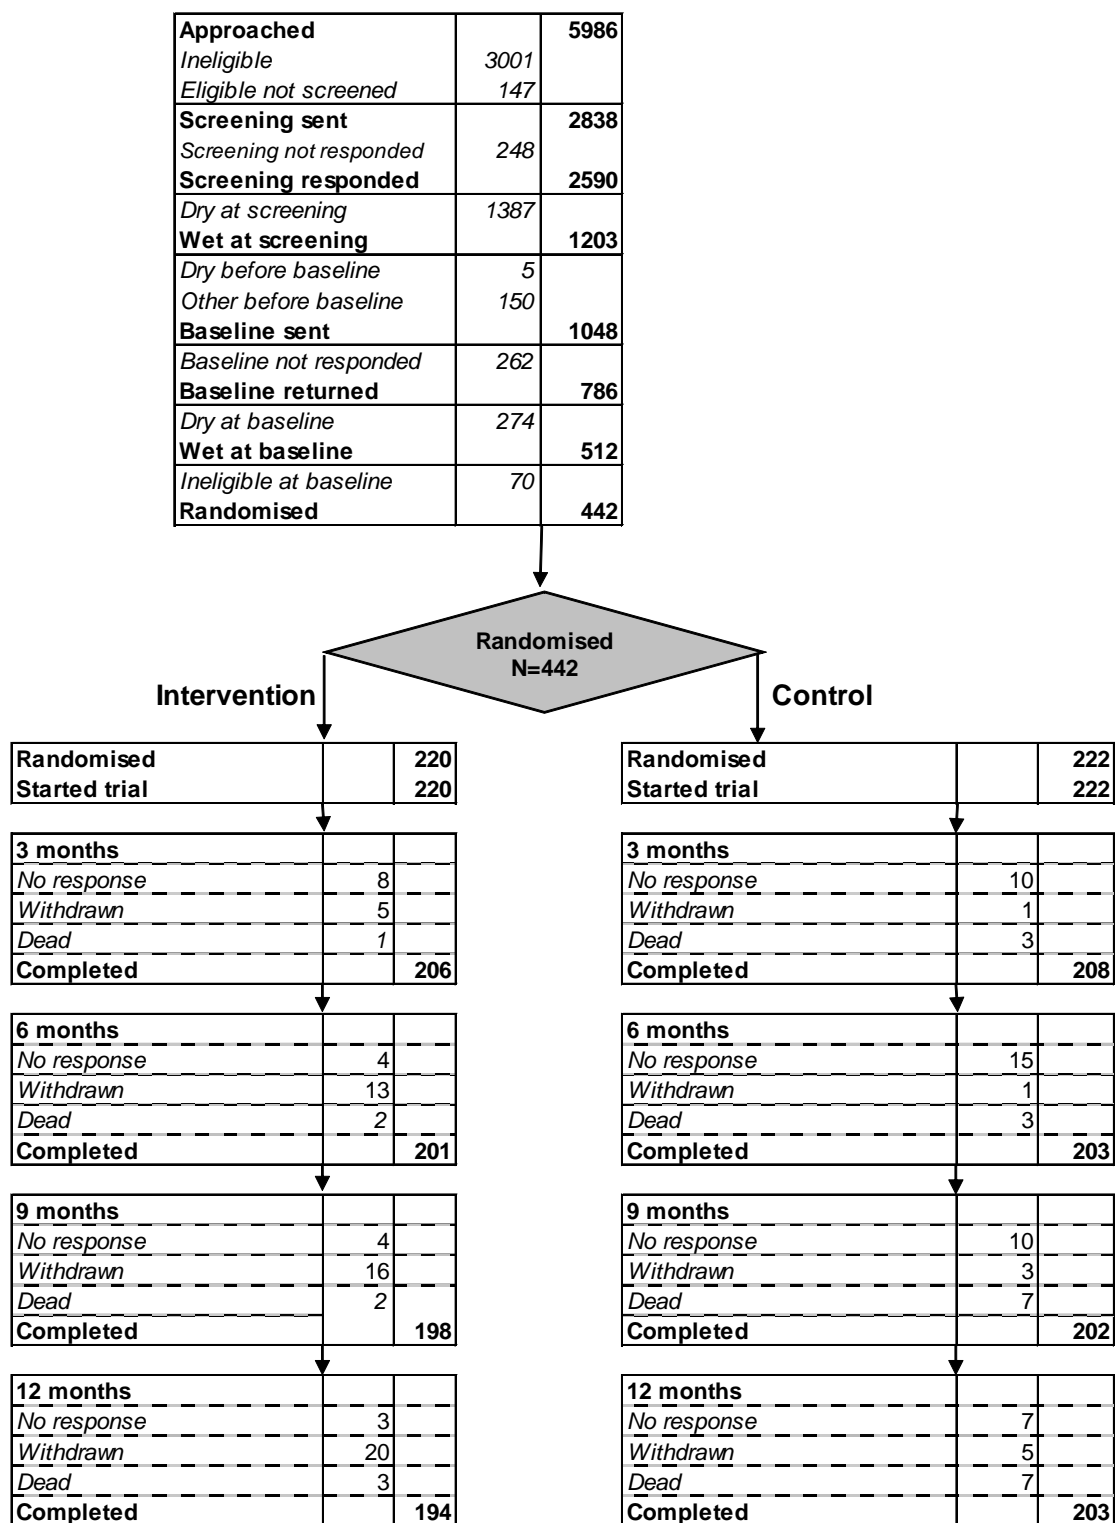 Approached 5986
Ineligible 3001
Eligible not screened 147
Screening sent 2838
Screening not responded 248
Screening responded 2590
Dry at screening 1387
Wet at screening 1203
Dry before baseline 5
Other before baseline 150
Baseline sent 1048
Baseline not responded 262
Baseline returned 786
Dry at baseline 274
Wet at baseline 512
Ineligible at baseline 70
Randomised 442
Randomised
N=442
Intervention
Control
Randomised 220
Started trial 220
3 months
No response 8
Withdrawn 5
Dead 1
Completed 206
6 months
No response 4
Withdrawn 13
Dead 2
Completed 201
9 months
No response 4
Withdrawn 16
Dead 2
Completed 198
12 months
No response 3
Withdrawn 20
Dead 3
Completed 194
Randomised 222
Started trial 222
3 months
No response 10
Withdrawn 1
Dead 3
Completed 208
6 months
No response 15
Withdrawn 1
Dead 3
Completed 203
9 months
No response 10
Withdrawn 3
Dead 7
Completed 202
12 months
No response 7
Withdrawn 5
Dead 7
Completed 203